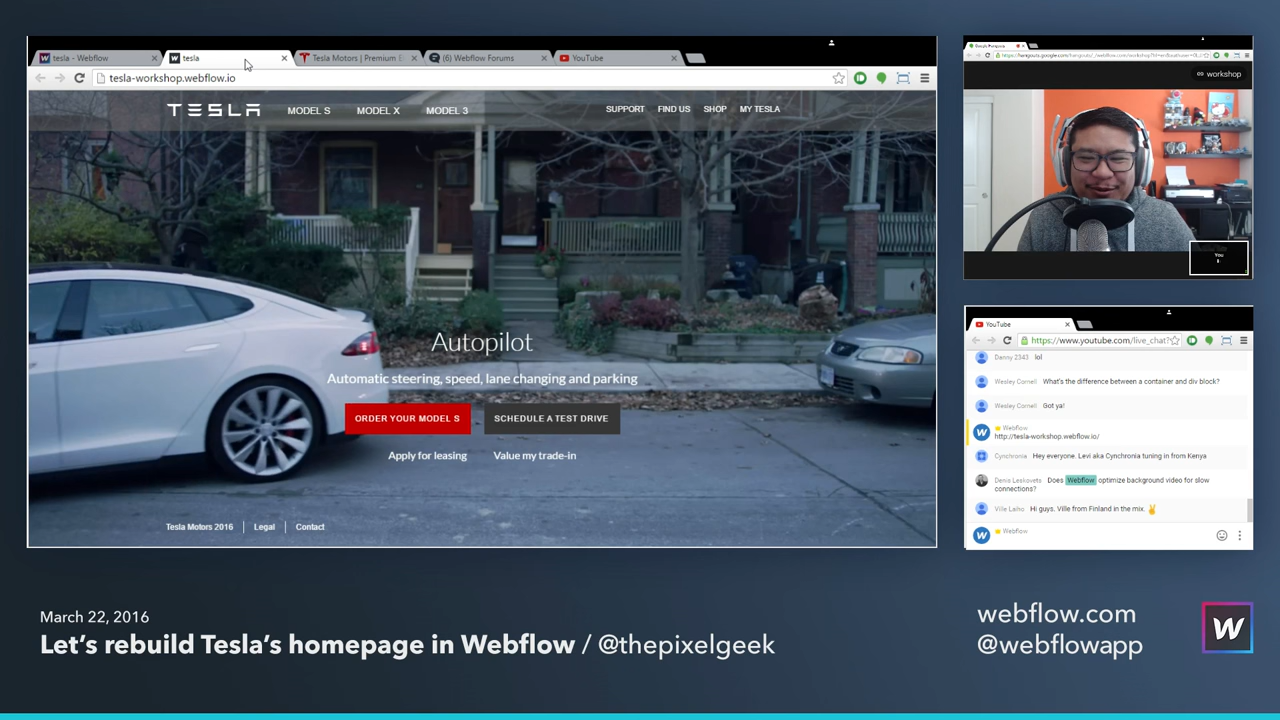 tesla - Webflow
tesla
Tesla Motors | Premium E
(6) Webflow Forums
YouTube
tesla-workshop.webflow.io
TESLA
MODEL S
MODEL X
MODEL 3
SUPPORT
FIND US
SHOP
MY TESLA
Autopilot
Automatic steering, speed, lane changing and parking
ORDER YOUR MODEL S
SCHEDULE A TEST DRIVE
Apply for leasing
Value my trade-in
Tesla Motors 2016
Legal
Contact
Google Hangouts
workshop
You
YouTube
https://www.youtube.com/live_chat?
Danny 2343 lol
Wesley Cornell What's the difference between a container and div block?
Wesley Cornell Got ya!
Webflow
http://tesla-workshop.webflow.io/
Cynchronia Hey everyone. Levi aka Cynchronia tuning in from Kenya
Denis Leskovets Does Webflow optimize background video for slow
connections?
Ville Laiho Hi guys. Ville from Finland in the mix. ✌
Webflow
March 22, 2016
Let's rebuild Tesla's homepage in Webflow / @thepixelgeek
webflow.com
@webflowapp
W